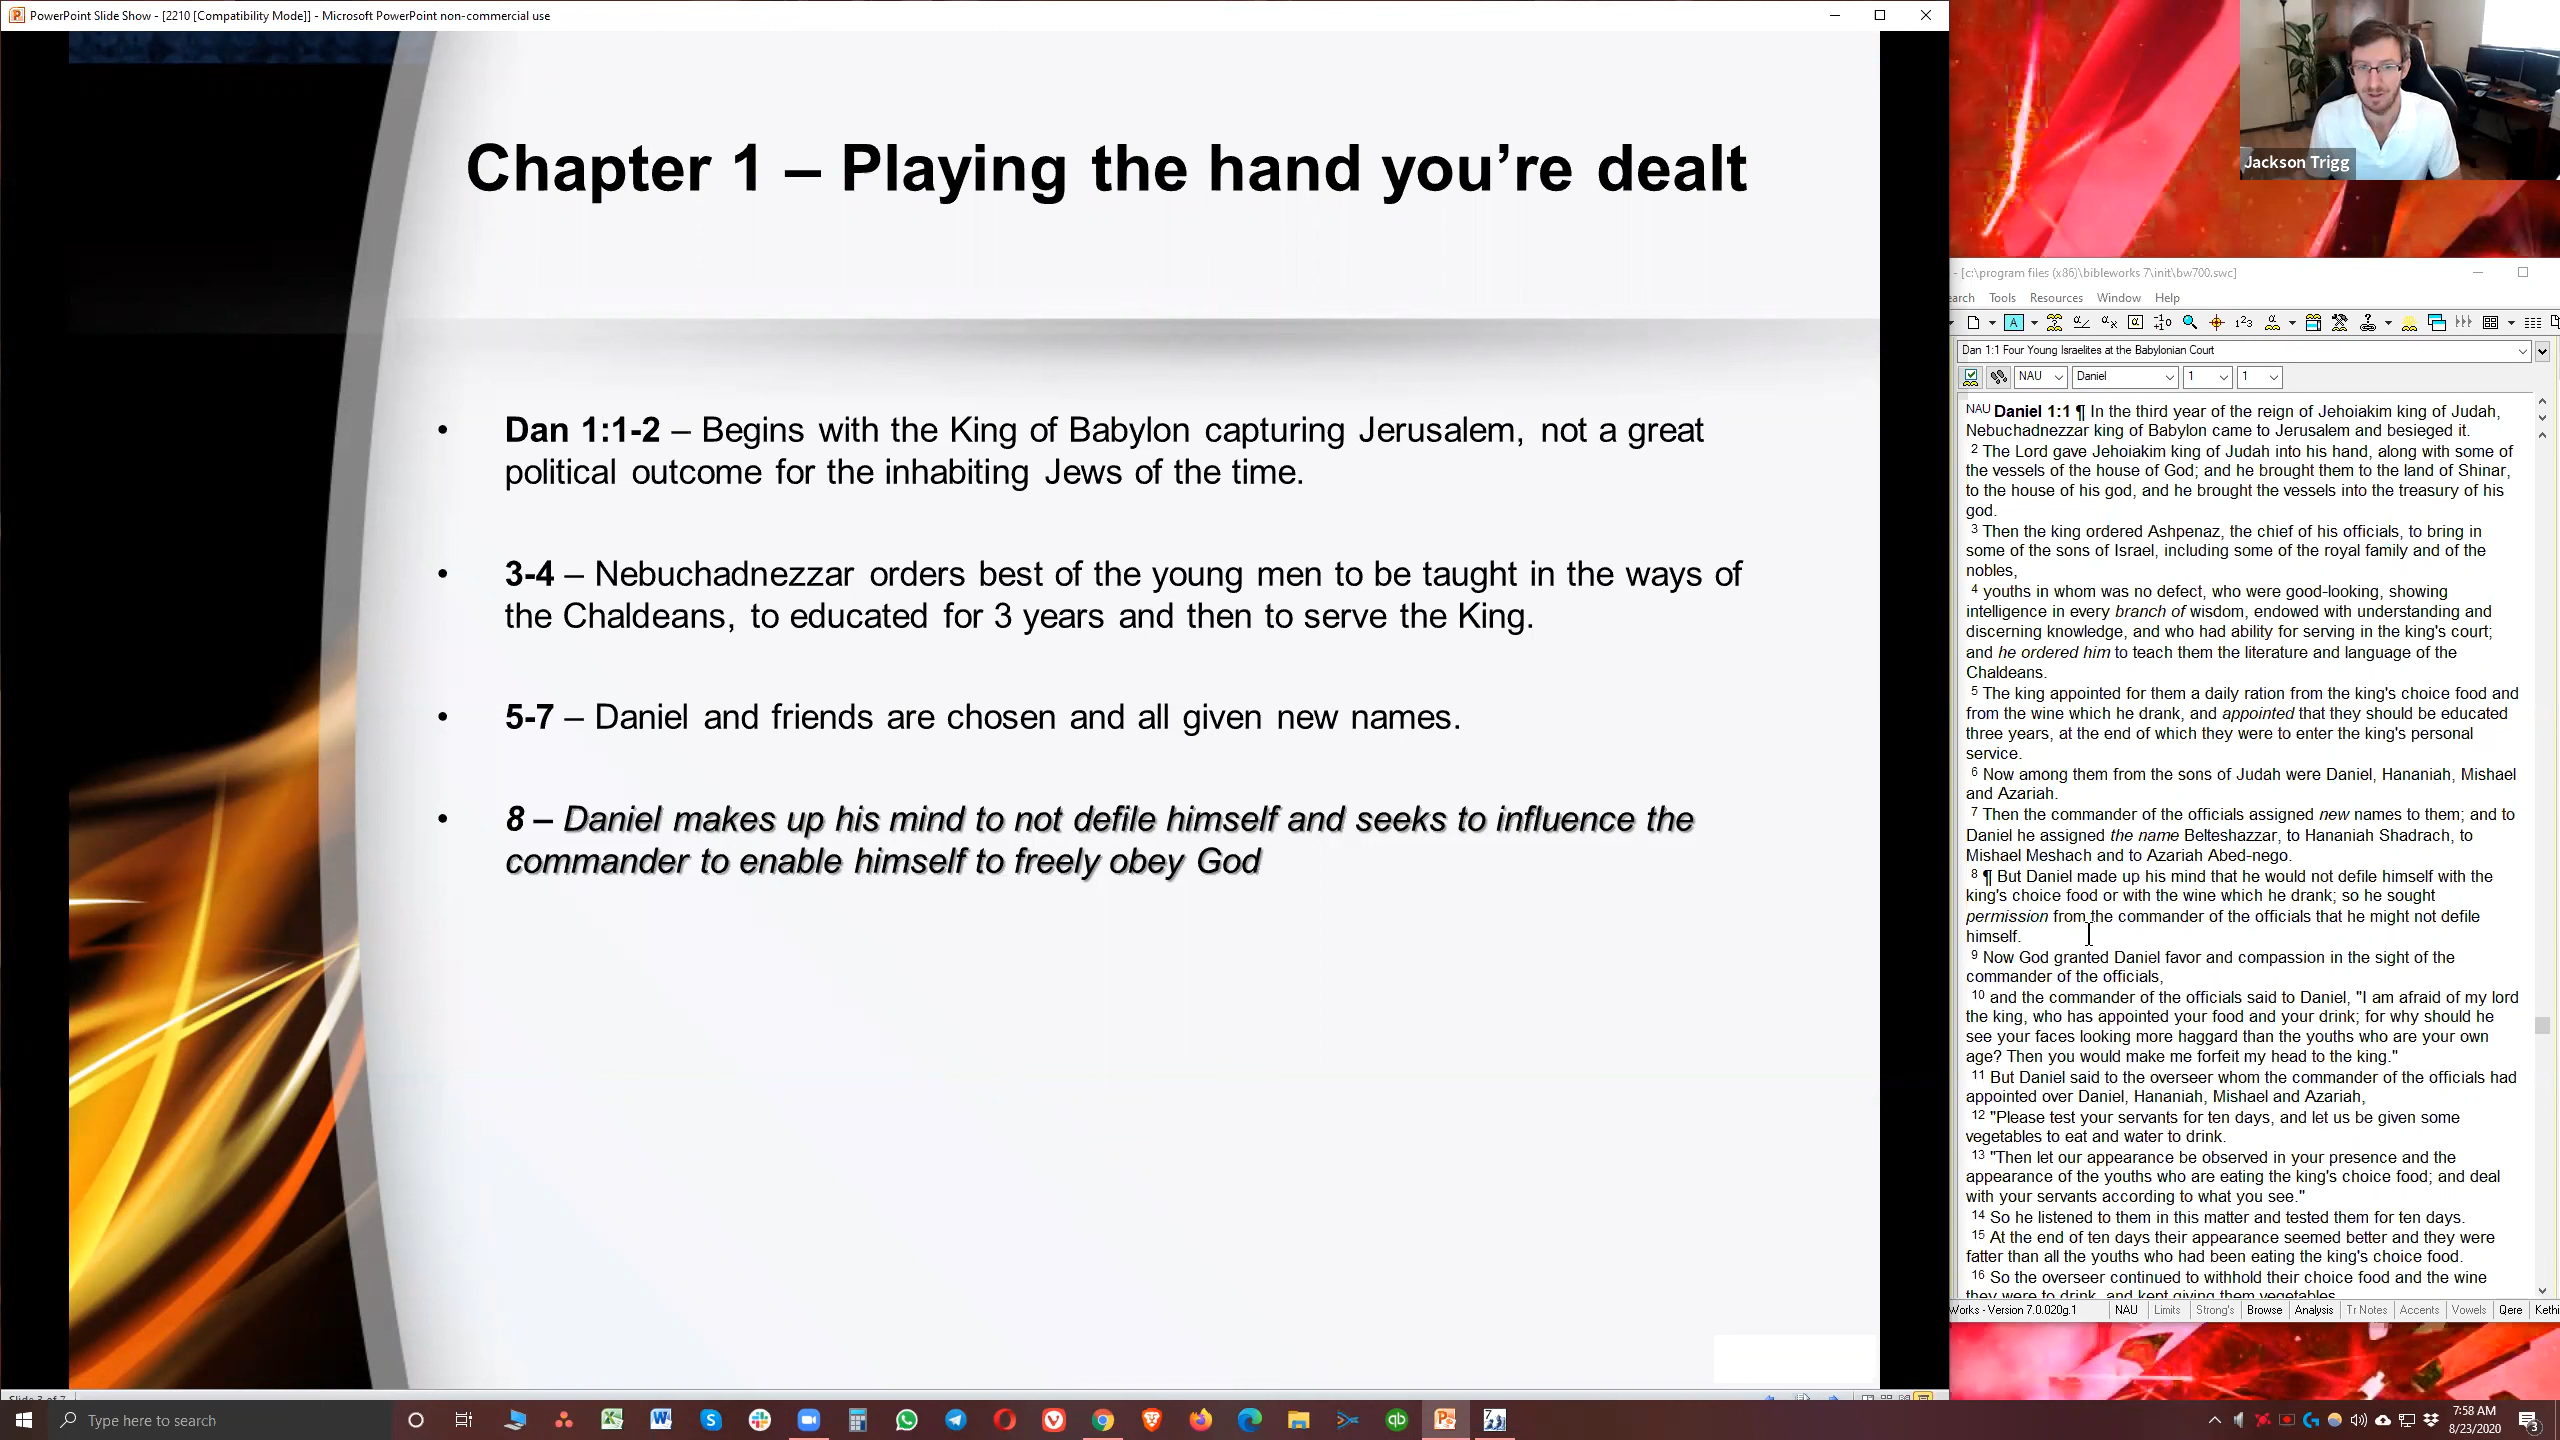 PowerPoint Slide Show - [2210 [Compatibility Mode]] - Microsoft PowerPoint non-commercial use
Chapter 1 – Playing the hand you're dealt
• Dan 1:1-2 – Begins with the King of Babylon capturing Jerusalem, not a great
political outcome for the inhabiting Jews of the time.
• 3-4 – Nebuchadnezzar orders best of the young men to be taught in the ways of
the Chaldeans, to educated for 3 years and then to serve the King.
• 5-7 – Daniel and friends are chosen and all given new names.
• 8 – Daniel makes up his mind to not defile himself and seeks to influence the
commander to enable himself to freely obey God
Jackson Trigg
- [c:\program files (x86)\bibleworks 7\init\bw700.swc]
earch Tools Resources Window Help
Dan 1:1 Four Young Israelites at the Babylonian Court
NAU Daniel 1 1
NAU Daniel 1:1 ¶ In the third year of the reign of Jehoiakim king of Judah,
Nebuchadnezzar king of Babylon came to Jerusalem and besieged it.
2 The Lord gave Jehoiakim king of Judah into his hand, along with some of
the vessels of the house of God; and he brought them to the land of Shinar,
to the house of his god, and he brought the vessels into the treasury of his
god.
3 Then the king ordered Ashpenaz, the chief of his officials, to bring in
some of the sons of Israel, including some of the royal family and of the
nobles,
4 youths in whom was no defect, who were good-looking, showing
intelligence in every branch of wisdom, endowed with understanding and
discerning knowledge, and who had ability for serving in the king's court;
and he ordered him to teach them the literature and language of the
Chaldeans.
5 The king appointed for them a daily ration from the king's choice food and
from the wine which he drank, and appointed that they should be educated
three years, at the end of which they were to enter the king's personal
service.
6 Now among them from the sons of Judah were Daniel, Hananiah, Mishael
and Azariah.
7 Then the commander of the officials assigned new names to them; and to
Daniel he assigned the name Belteshazzar, to Hananiah Shadrach, to
Mishael Meshach and to Azariah Abed-nego.
8 ¶ But Daniel made up his mind that he would not defile himself with the
king's choice food or with the wine which he drank; so he sought
permission from the commander of the officials that he might not defile
himself.
9 Now God granted Daniel favor and compassion in the sight of the
commander of the officials,
10 and the commander of the officials said to Daniel, "I am afraid of my lord
the king, who has appointed your food and your drink; for why should he
see your faces looking more haggard than the youths who are your own
age? Then you would make me forfeit my head to the king."
11 But Daniel said to the overseer whom the commander of the officials had
appointed over Daniel, Hananiah, Mishael and Azariah,
12 "Please test your servants for ten days, and let us be given some
vegetables to eat and water to drink.
13 "Then let our appearance be observed in your presence and the
appearance of the youths who are eating the king's choice food; and deal
with your servants according to what you see."
14 So he listened to them in this matter and tested them for ten days.
15 At the end of ten days their appearance seemed better and they were
fatter than all the youths who had been eating the king's choice food.
16 So the overseer continued to withhold their choice food and the wine
they were to drink, and kept giving them vegetables.
Works - Version 7.0.020g.1 NAU Limits Strong's Browse Analysis Tr Notes Accents Vowels Qere Kethi
Slide 3 of 7
Type here to search
7:58 AM
8/23/2020
3